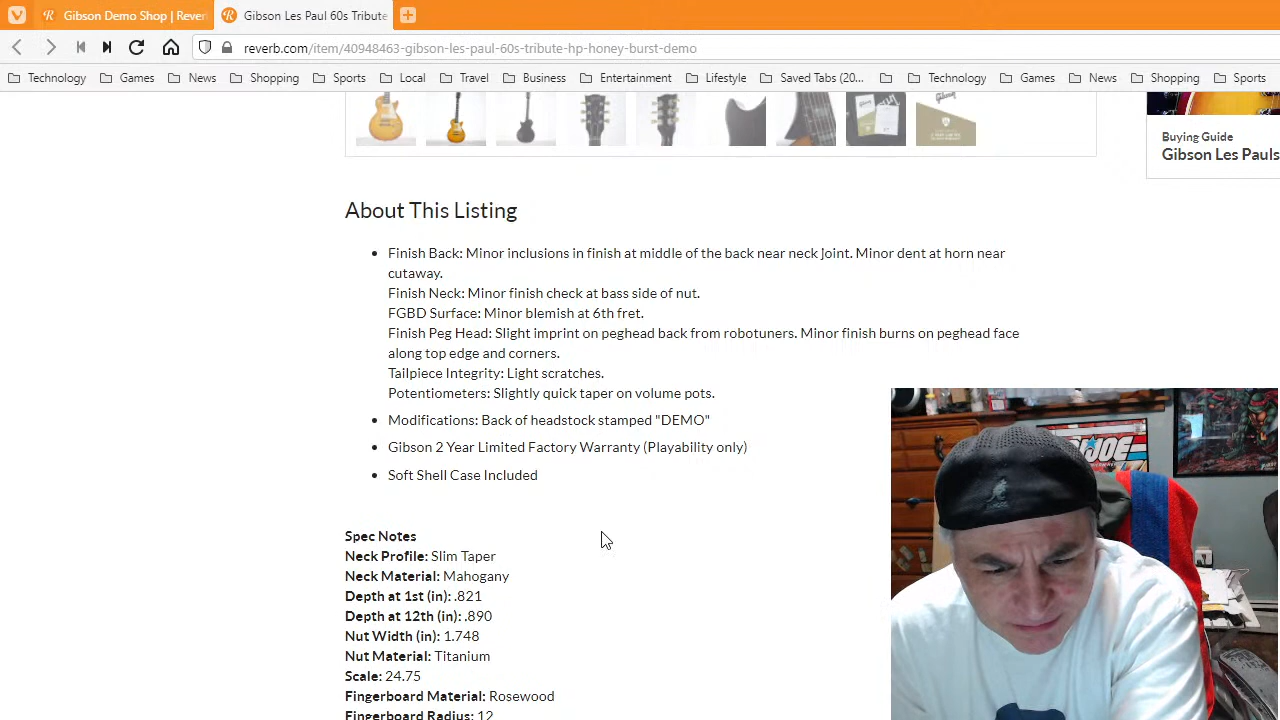 Gibson Demo Shop | Rever
Gibson Les Paul 60s Tribute
reverb.com/item/40948463-gibson-les-paul-60s-tribute-hp-honey-burst-demo
Technology Games News Shopping Sports Local Travel Business Entertainment Lifestyle Saved Tabs (20... Technology Games News Shopping Sports
Buying Guide
Gibson Les Pauls
About This Listing
Finish Back: Minor inclusions in finish at middle of the back near neck joint. Minor dent at horn near
cutaway.
Finish Neck: Minor finish check at bass side of nut.
FGBD Surface: Minor blemish at 6th fret.
Finish Peg Head: Slight imprint on peghead back from robotuners. Minor finish burns on peghead face
along top edge and corners.
Tailpiece Integrity: Light scratches.
Potentiometers: Slightly quick taper on volume pots.
Modifications: Back of headstock stamped "DEMO"
Gibson 2 Year Limited Factory Warranty (Playability only)
Soft Shell Case Included
Spec Notes
Neck Profile: Slim Taper
Neck Material: Mahogany
Depth at 1st (in): .821
Depth at 12th (in): .890
Nut Width (in): 1.748
Nut Material: Titanium
Scale: 24.75
Fingerboard Material: Rosewood
Fingerboard Radius: 12
G.I.JOE